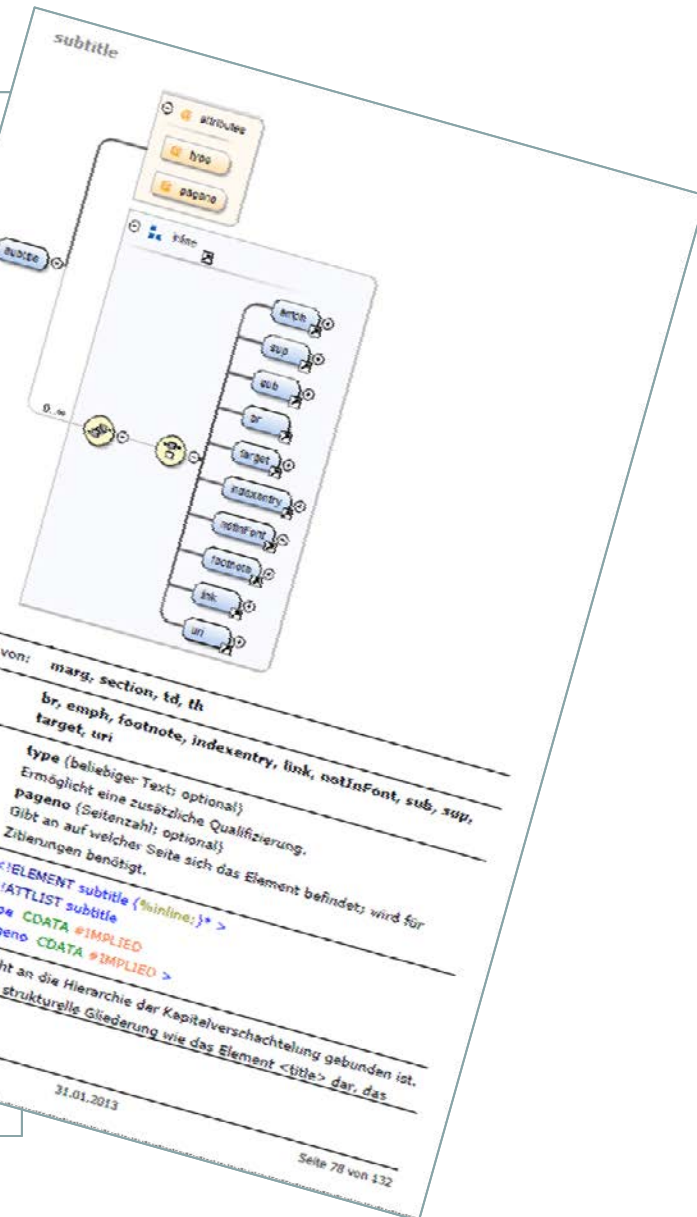 subtitle
attributes
type
pageno
inline
subtitle
emph
sup
sub
br
target
indexentry
notInFont
footnote
link
uri
0..∞
von: marg, section, td, th
br, emph, footnote, indexentry, link, notInFont, sub, sup,
target, uri
type (beliebiger Text; optional)
Ermöglicht eine zusätzliche Qualifizierung.
pageno (Seitenzahl; optional)
Gibt an auf welcher Seite sich das Element befindet; wird für
Zitierungen benötigt.
<!ELEMENT subtitle (%inline;)* >
!ATTLIST subtitle
pe CDATA #IMPLIED
geno CDATA #IMPLIED >
ht an die Hierarchie der Kapitelverschachtelung gebunden ist.
strukturelle Gliederung wie das Element <title> dar, das
31.01.2013
Seite 78 von 132